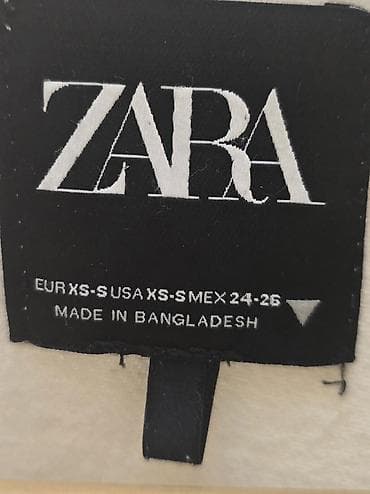 ZARA
EUR XS-S USA XS-S MEX 24-26
MADE IN BANGLADESH